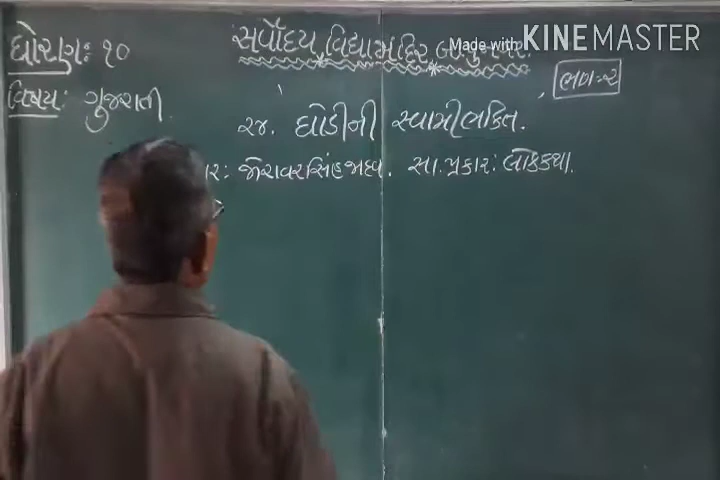 ધોરણઃ ૧૦
સર્વોદય વિદ્યામંદિર
Made with KINEMASTER
વિષયઃ ગુજરાતી.
ભાગ-૨
૨૪. ઘોડીની સ્વામીભક્તિ.
જોરાવરસિંહ જાદવ. સા.પ્રકારઃ લોકકથા.